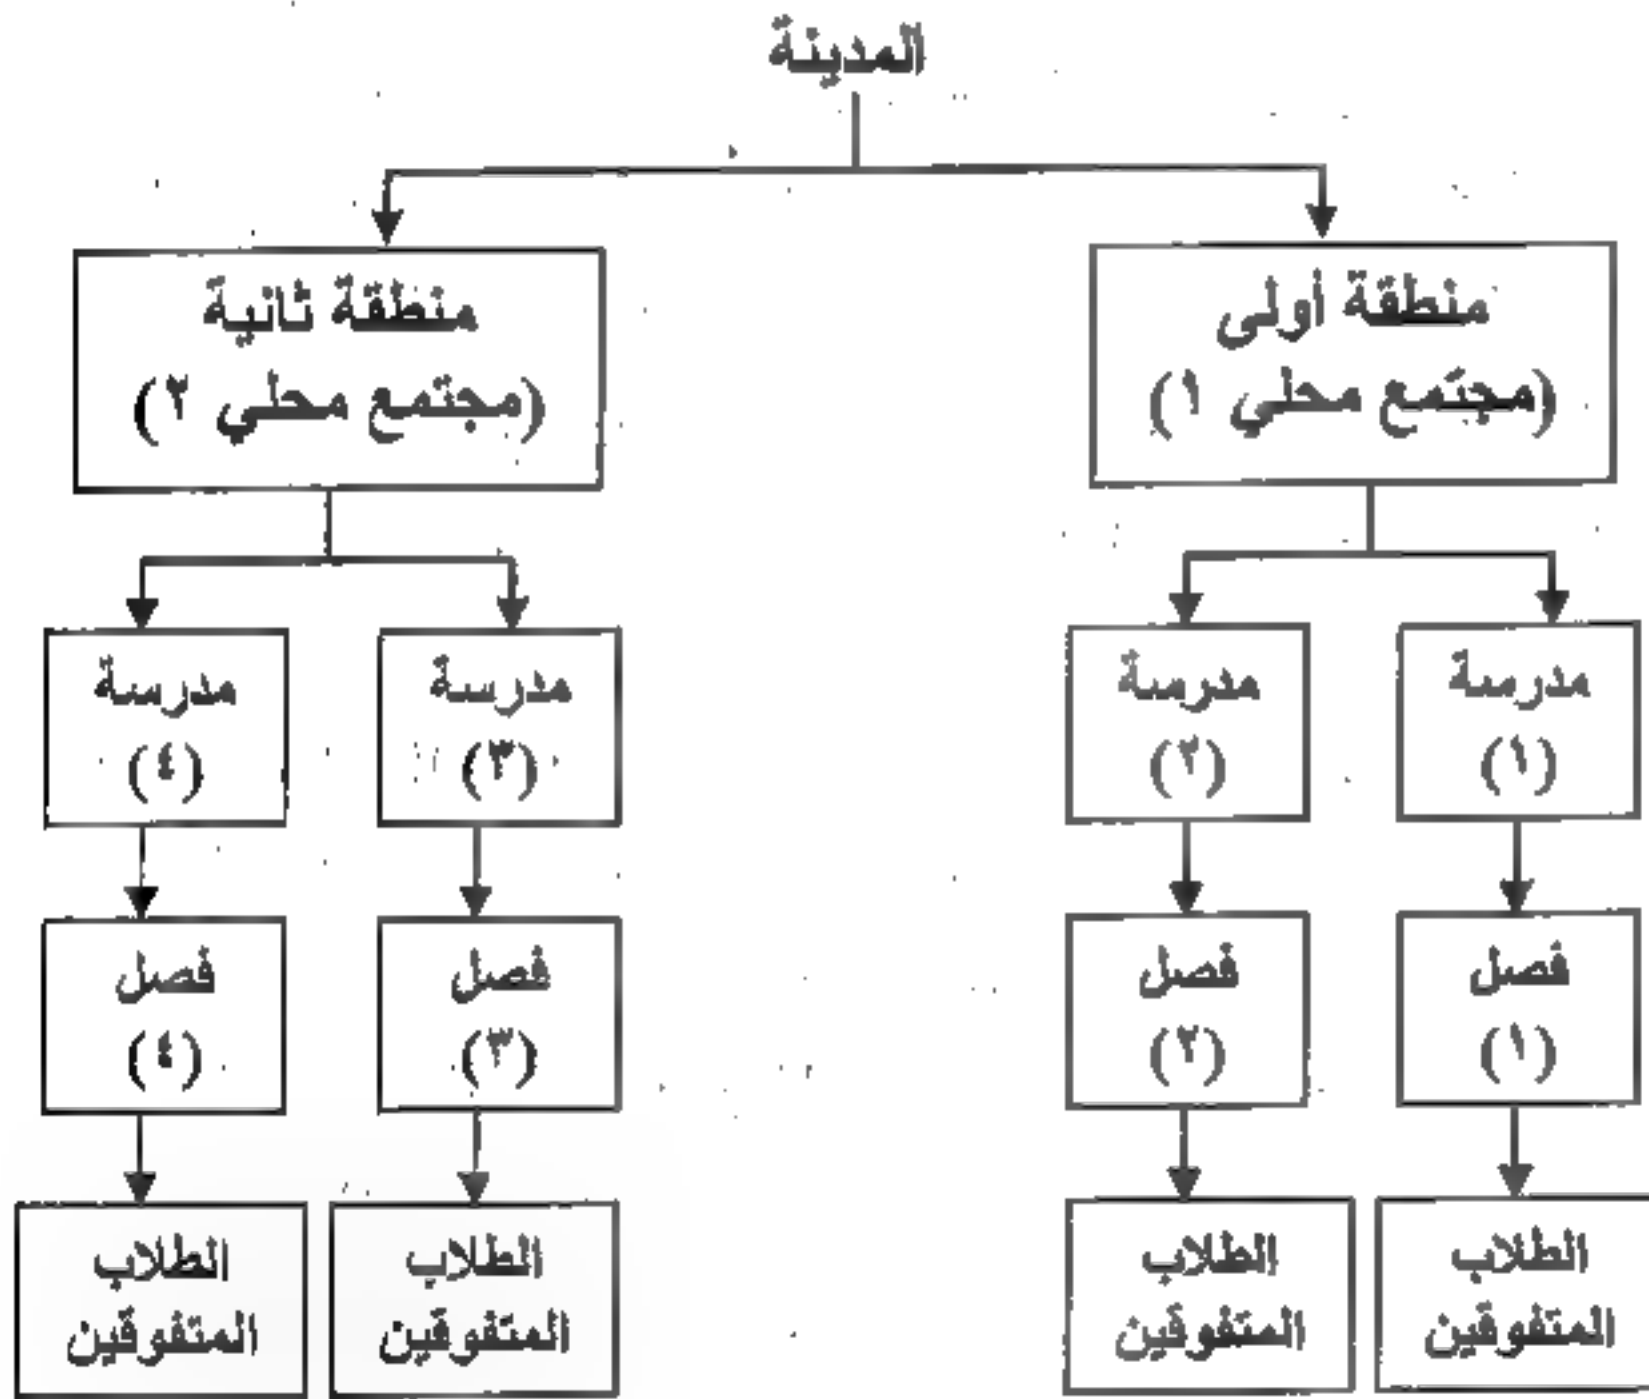 المدينة
منطقة أولى
(مجتمع محلي ١)
منطقة ثانية
(مجتمع محلي ٢)
مدرسة
(١)
مدرسة
(٢)
مدرسة
(٣)
مدرسة
(٤)
فصل
(١)
فصل
(٢)
فصل
(٣)
فصل
(٤)
الطلاب
المتفوقين
الطلاب
المتفوقين
الطلاب
المتفوقين
الطلاب
المتفوقين